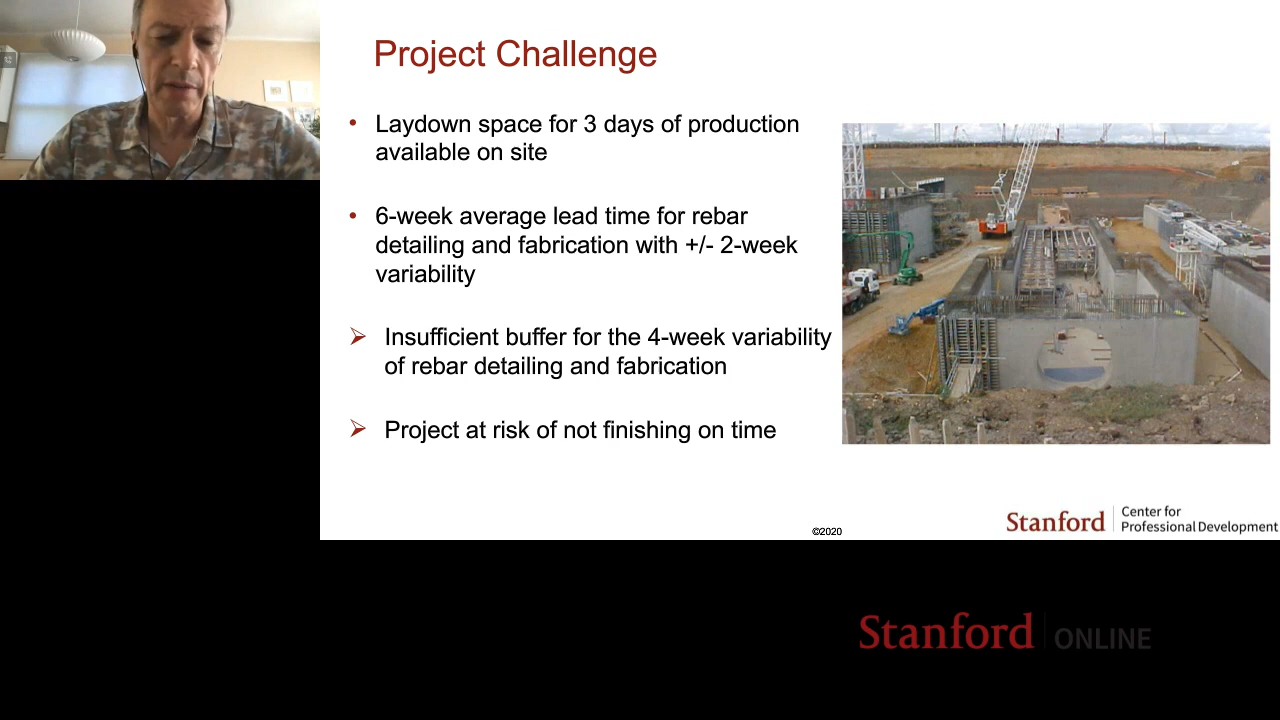 Project Challenge
• Laydown space for 3 days of production
available on site
• 6-week average lead time for rebar
detailing and fabrication with +/- 2-week
variability
➢ Insufficient buffer for the 4-week variability
of rebar detailing and fabrication
➢ Project at risk of not finishing on time
©2020
Stanford
Center for
Professional Development
Stanford ONLINE